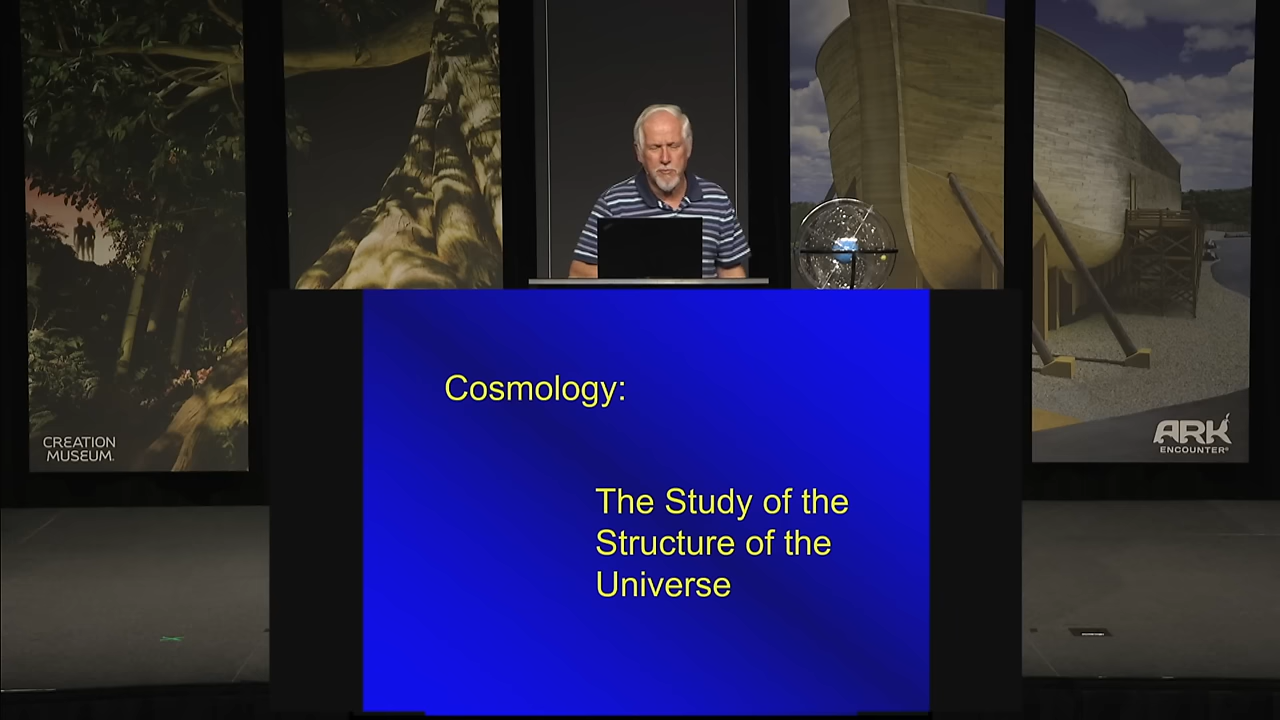 CREATION
MUSEUM.
ARK
ENCOUNTER®
Cosmology:
The Study of the
Structure of the
Universe